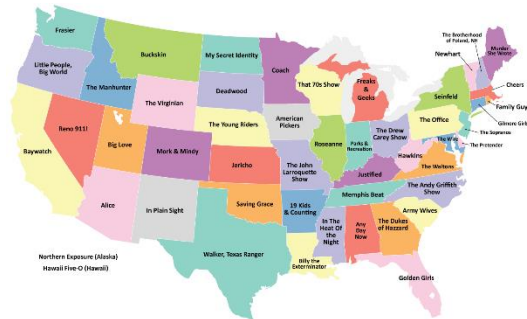 Frasier
Little People,
Big World
Buckskin
The Manhunter
The Virginian
My Secret Identity
Deadwood
The Young Riders
Coach
American
Pickers
That 70s Show
Freaks
&
Geeks
Newhart
The Brotherhood
of Poland, NH
Murder
She Wrote
Cheers
Family Guy
Gilmore Girls
Seinfeld
The Office
The Sopranos
The Wire
The Pretender
Reno 911!
Baywatch
Big Love
Mork & Mindy
Jericho
The John
Larroquette
Show
Roseanne
Parks &
Recreation
The Drew
Carey Show
Hawkins
The Waltons
Justified
Alice
In Plain Sight
Saving Grace
19 Kids
& Counting
Memphis Beat
The Andy Griffith
Show
Army Wives
The Dukes
of Hazzard
Any
Day
Now
In The
Heat Of
the
Night
Walker, Texas Ranger
Billy the
Exterminator
Golden Girls
Northern Exposure (Alaska)
Hawaii Five-O (Hawaii)